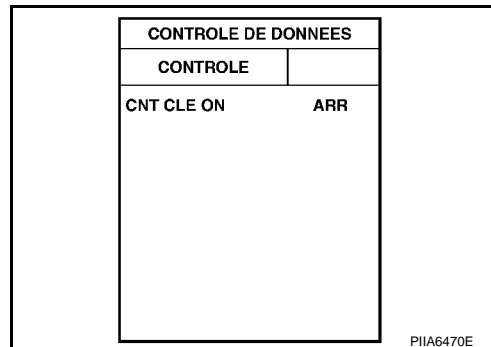 CONTROLE DE DONNEES
CONTROLE
CNT CLE ON ARR
PIIA6470E